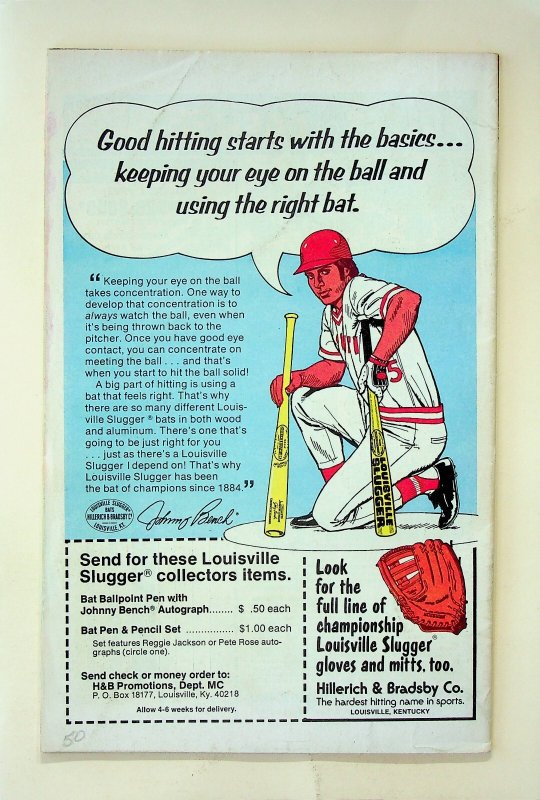 Good hitting starts with the basics...
keeping your eye on the ball and
using the right bat.
“Keeping your eye on the ball
takes concentration. One way to
develop that concentration is to
always watch the ball, even when
it's being thrown back to the
pitcher. Once you have good eye
contact, you can concentrate on
meeting the ball . . . and that's
when you start to hit the ball solid!
A big part of hitting is using a
bat that feels right. That's why
there are so many different Louis-
ville Slugger® bats in both wood
and aluminum. There's one that's
going to be just right for you
. . . just as there's a Louisville
Slugger I depend on! That's why
Louisville Slugger has been
the bat of champions since 1884.”
LOUISVILLE SLUGGER
BATS
HILLERICH & BRADSBY Co
LOUISVILLE, KY.
Johnny Bench
5
LOUISVILLE
SLUGGER
Send for these Louisville
Slugger® collectors items.
Bat Ballpoint Pen with
Johnny Bench® Autograph........ $ .50 each
Bat Pen & Pencil Set ................ $1.00 each
Set features Reggie Jackson or Pete Rose auto-
graphs (circle one).
Send check or money order to:
H&B Promotions, Dept. MC
P. O. Box 18177, Louisville, Ky. 40218
Allow 4-6 weeks for delivery.
Look
for the
full line of
championship
Louisville Slugger®
gloves and mitts, too.
Hillerich & Bradsby Co.
The hardest hitting name in sports.
LOUISVILLE, KENTUCKY
50